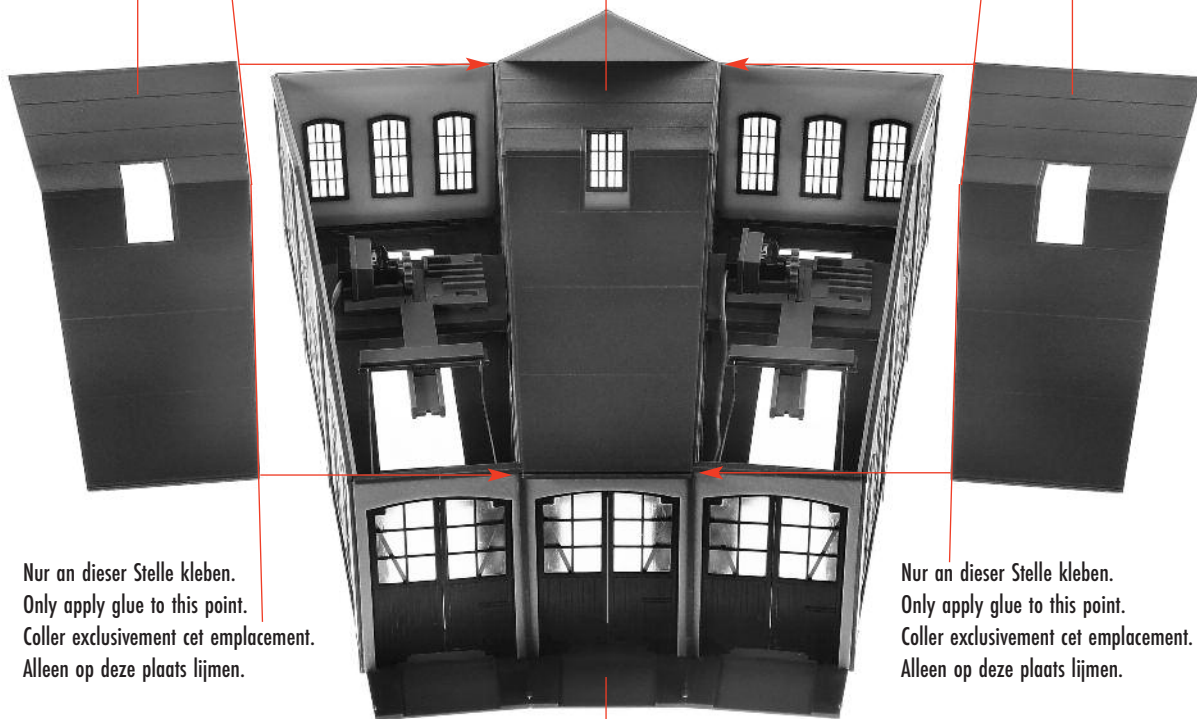 Nur an dieser Stelle kleben.
Only apply glue to this point.
Coller exclusivement cet emplacement.
Alleen op deze plaats lijmen.
Nur an dieser Stelle kleben.
Only apply glue to this point.
Coller exclusivement cet emplacement.
Alleen op deze plaats lijmen.